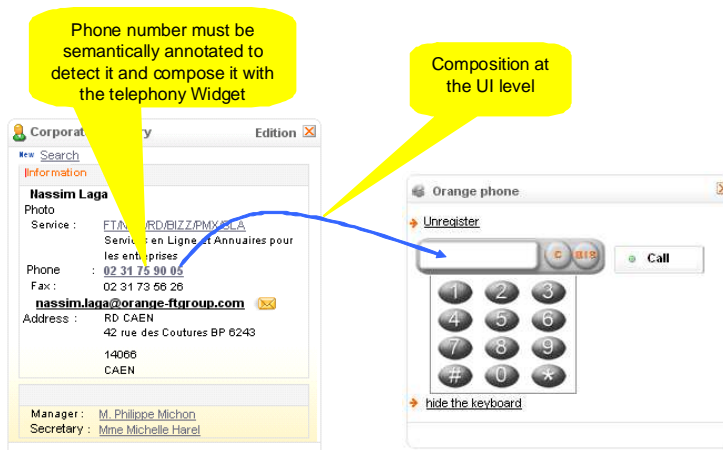 Phone number must be
semantically annotated to
detect it and compose it with
the telephony Widget
Composition at
the UI level
Edition
New Search
Information
Nassim Laga
Photo
Service :
Services en Ligne et Annuaires pour
les entreprises
Phone : 02 31 75 90 05
Fax : 02 31 73 56 26
nassim.laga@orange-ftgroup.com
Address : RD CAEN
42 rue des Coutures BP 6243
14066
CAEN
Manager : M. Philippe Michon
Secretary : Mme Michelle Harel
Orange phone
Unregister
C BIS
Call
1 2 3
4 5 6
7 8 9
# 0 *
hide the keyboard